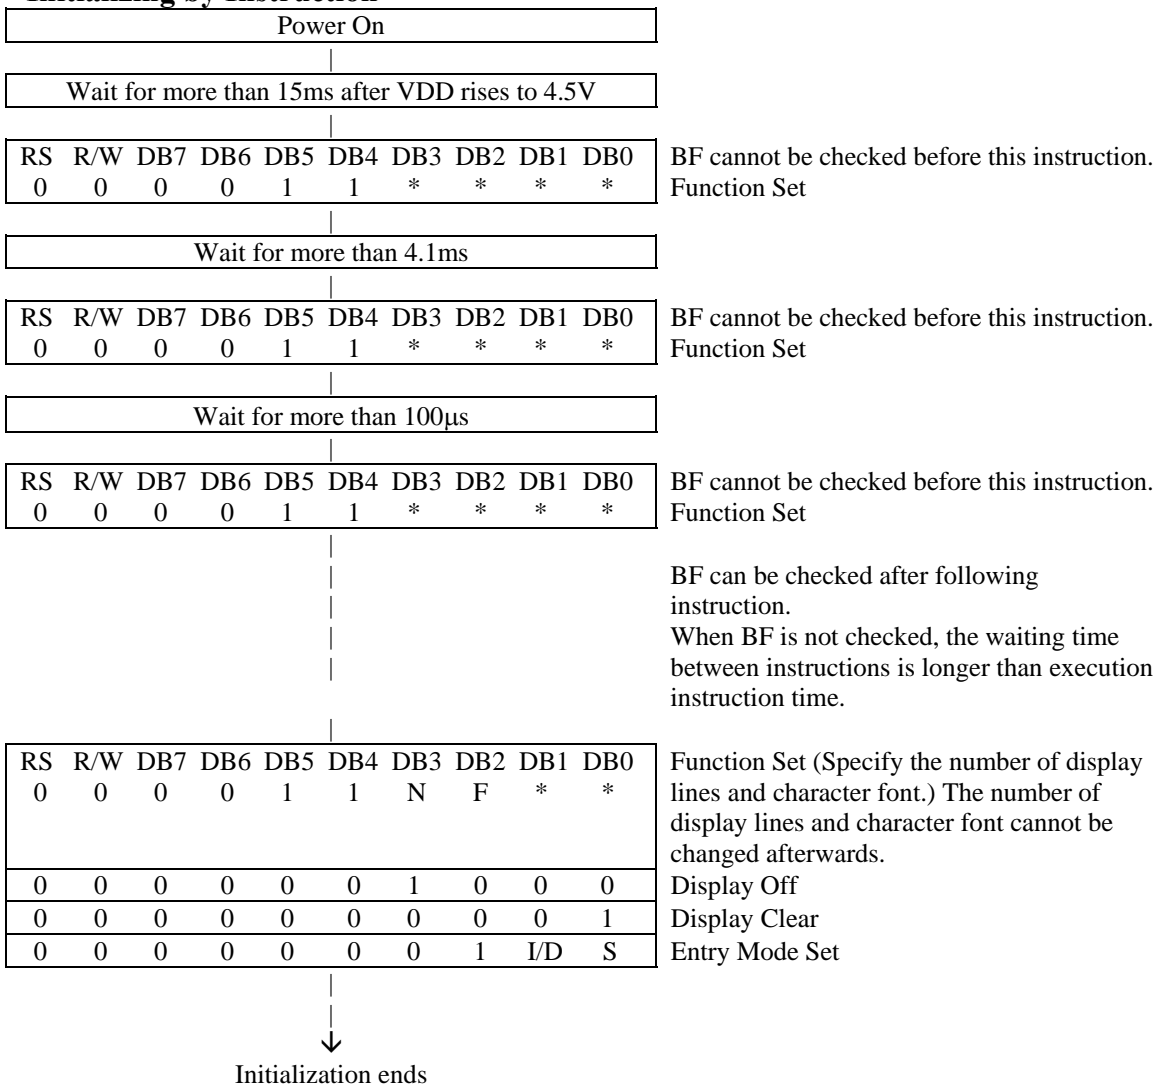 Initializing by Instruction
Power On
Wait for more than 15ms after VDD rises to 4.5V
RS R/W DB7 DB6 DB5 DB4 DB3 DB2 DB1 DB0 BF cannot be checked before this instruction.
0 0 0 0 1 1 * * * * Function Set
Wait for more than 4.1ms
RS R/W DB7 DB6 DB5 DB4 DB3 DB2 DB1 DB0 BF cannot be checked before this instruction.
0 0 0 0 1 1 * * * * Function Set
Wait for more than 100µs
RS R/W DB7 DB6 DB5 DB4 DB3 DB2 DB1 DB0 BF cannot be checked before this instruction.
0 0 0 0 1 1 * * * * Function Set
BF can be checked after following
instruction.
When BF is not checked, the waiting time
between instructions is longer than execution
instruction time.
RS R/W DB7 DB6 DB5 DB4 DB3 DB2 DB1 DB0 Function Set (Specify the number of display
0 0 0 0 1 1 N F * * lines and character font.) The number of
display lines and character font cannot be
changed afterwards.
0 0 0 0 0 0 1 0 0 0 Display Off
0 0 0 0 0 0 0 0 0 1 Display Clear
0 0 0 0 0 0 0 1 I/D S Entry Mode Set
Initialization ends